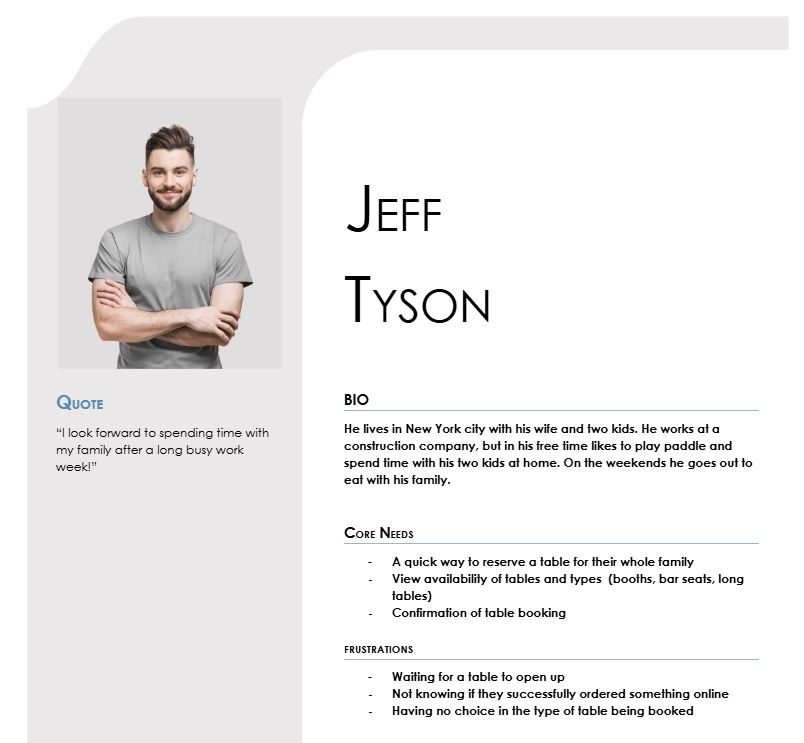 JEFF
TYSON
QUOTE
“I look forward to spending time with
my family after a long busy work
week!”
BIO
He lives in New York city with his wife and two kids. He works at a
construction company, but in his free time likes to play paddle and
spend time with his two kids at home. On the weekends he goes out to
eat with his family.
CORE NEEDS
- A quick way to reserve a table for their whole family
- View availability of tables and types (booths, bar seats, long
tables)
- Confirmation of table booking
FRUSTRATIONS
- Waiting for a table to open up
- Not knowing if they successfully ordered something online
- Having no choice in the type of table being booked